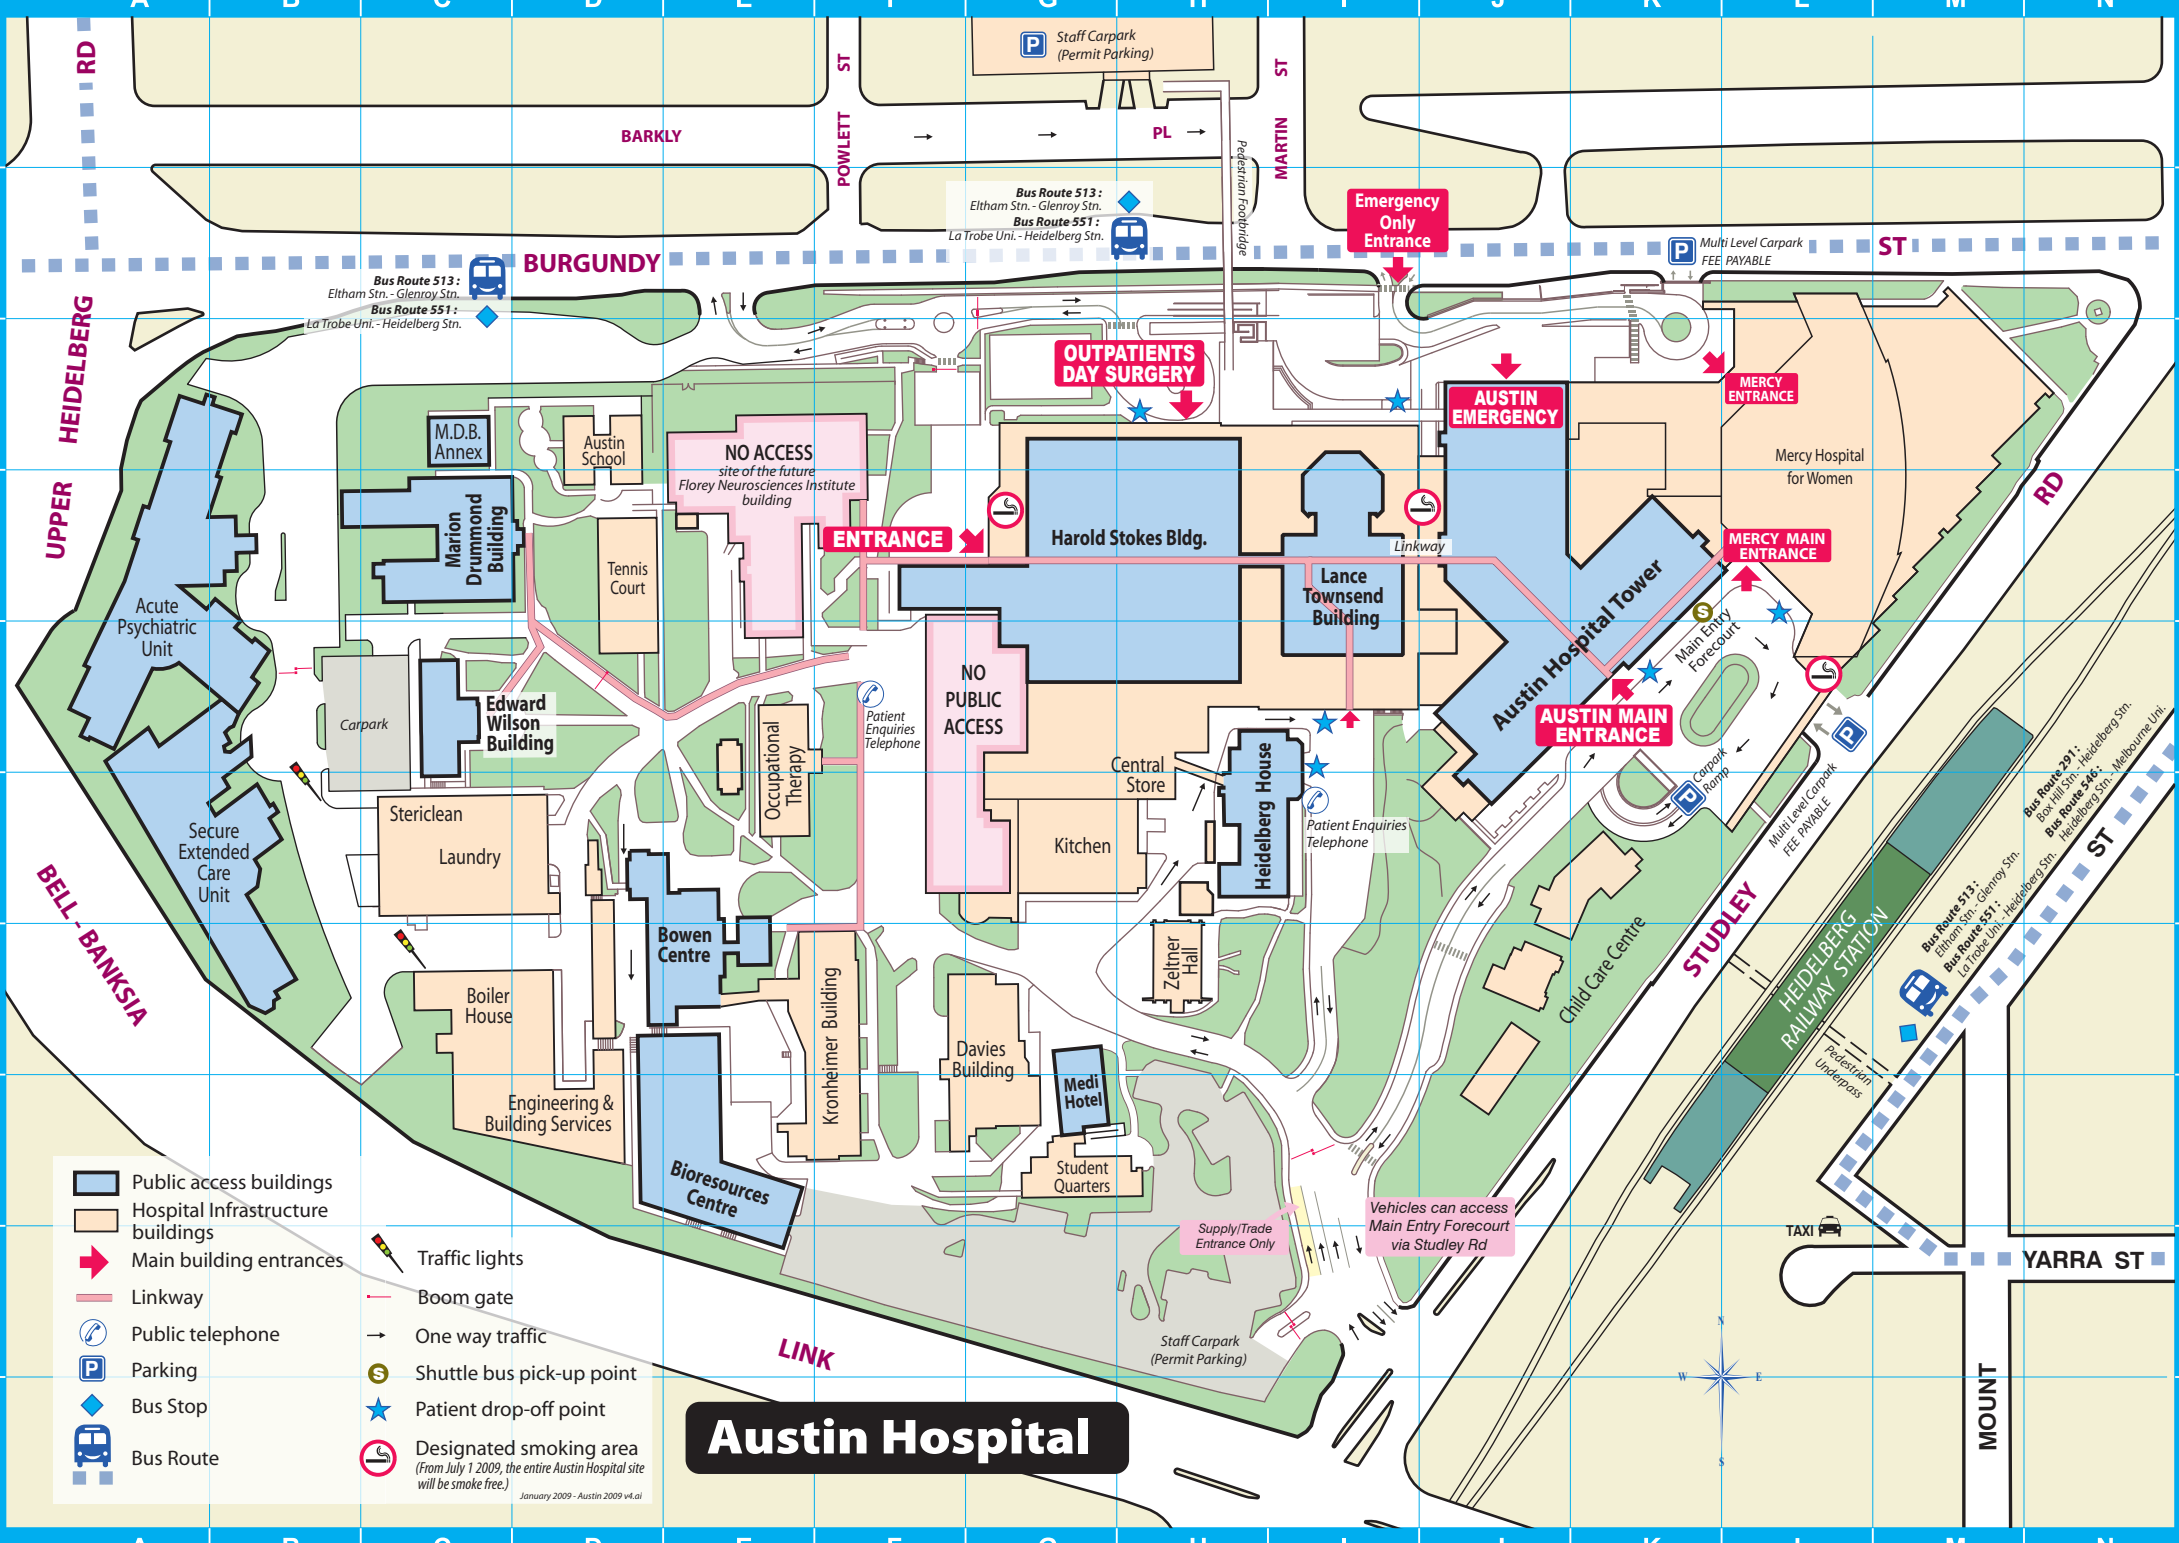 A B C D E F G H I J K L M N
RD
ST
Staff Carpark
(Permit Parking)
ST
BARKLY
POWLETT
PL
MARTIN
Pedestrian Footbridge
Bus Route 513 :
Eltham Stn. - Glenroy Stn.
Bus Route 551 :
La Trobe Uni. - Heidelberg Stn.
Emergency
Only
Entrance
BURGUNDY
Multi Level Carpark
FEE PAYABLE
ST
Bus Route 513 :
Eltham Stn. - Glenroy Stn.
Bus Route 551 :
La Trobe Uni. - Heidelberg Stn.
UPPER HEIDELBERG
OUTPATIENTS
DAY SURGERY
AUSTIN
EMERGENCY
MERCY
ENTRANCE
M.D.B.
Annex
Austin
School
NO ACCESS
site of the future
Florey Neurosciences Institute
building
Mercy Hospital
for Women
RD
Marion
Drummond
Building
ENTRANCE
Harold Stokes Bldg.
Linkway
MERCY MAIN
ENTRANCE
Tennis
Court
Lance
Townsend
Building
Austin Hospital Tower
Acute
Psychiatric
Unit
S
Main Entry
Forecourt
NO
PUBLIC
ACCESS
Carpark
Edward
Wilson
Building
Patient
Enquiries
Telephone
Occupational
Therapy
AUSTIN MAIN
ENTRANCE
Central
Store
Heidelberg House
Carpark
Ramp
Multi Level Carpark
FEE PAYABLE
Bus Route 291 :
Box Hill Stn. - Heidelberg Stn.
Bus Route 546 :
Heidelberg Stn. - Melbourne Uni.
Stericlean
Laundry
Secure
Extended
Care
Unit
Kitchen
Patient Enquiries
Telephone
ST
BELL - BANKSIA
Bowen
Centre
Zeltner
Hall
Child Care Centre
STUDLEY
HEIDELBERG
RAILWAY STATION
Bus Route 513 :
Eltham Stn. - Glenroy Stn.
Bus Route 551 :
La Trobe Uni. - Heidelberg Stn.
Boiler
House
Kronheimer Building
Davies
Building
Medi
Hotel
Pedestrian
Underpass
Engineering &
Building Services
Bioresources
Centre
Student
Quarters
Supply/Trade
Entrance Only
Vehicles can access
Main Entry Forecourt
via Studley Rd
TAXI
YARRA ST
Staff Carpark
(Permit Parking)
LINK
N
W E
S
MOUNT
Public access buildings
Hospital Infrastructure
buildings
Main building entrances
Linkway
Public telephone
P
Parking
Bus Stop
Bus Route
Traffic lights
Boom gate
One way traffic
S
Shuttle bus pick-up point
Patient drop-off point
Designated smoking area
(From July 1 2009, the entire Austin Hospital site
will be smoke free.)
January 2009 - Austin 2009 v4.ai
Austin Hospital
A B C D E F G H I J K L M N